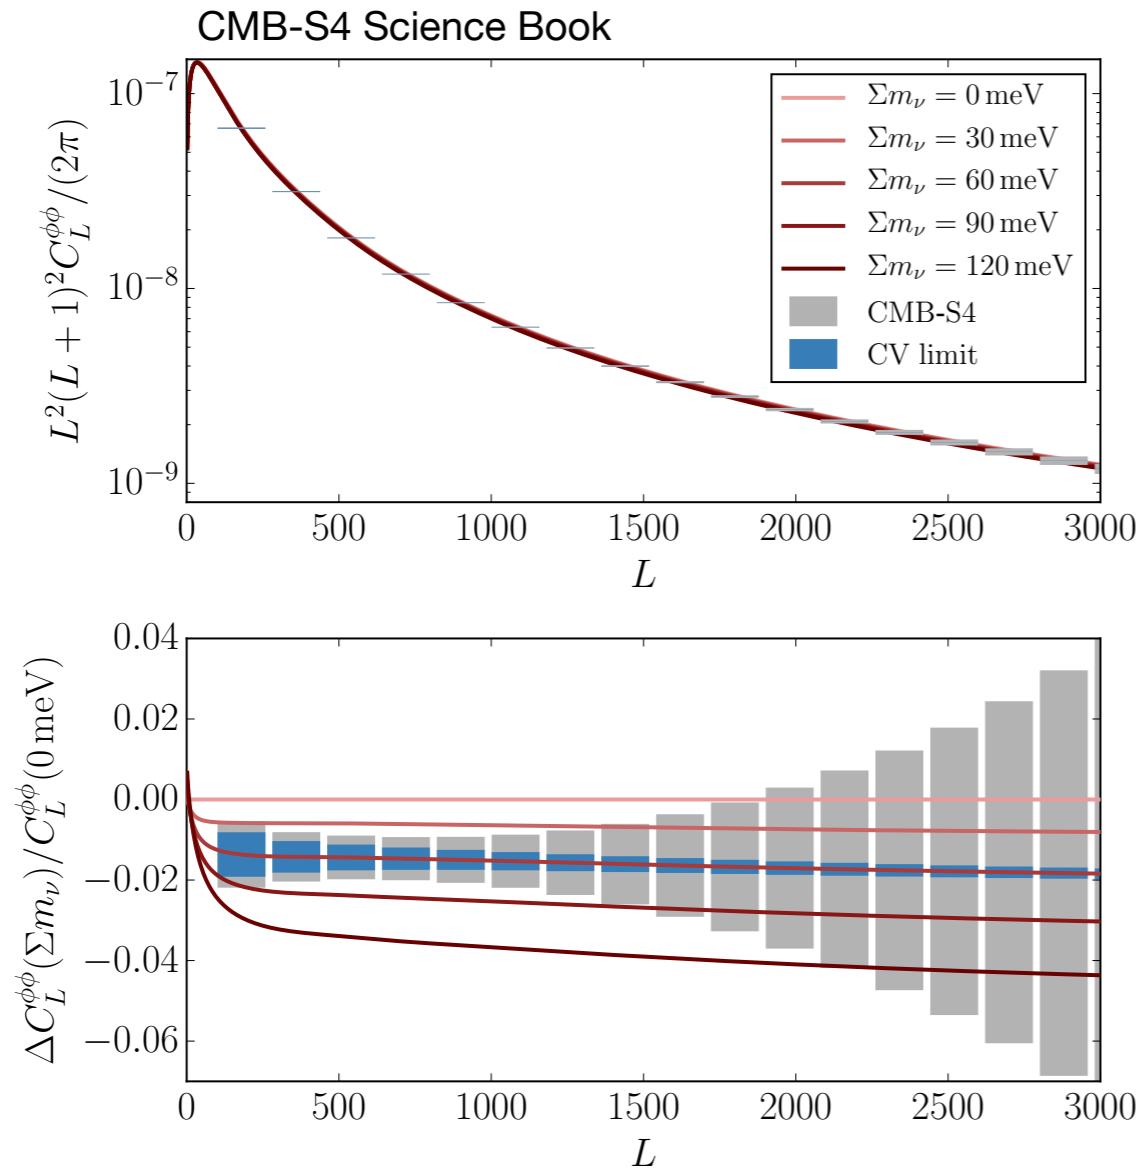 CMB-S4 Science Book
10⁻⁷
10⁻⁸
10⁻⁹
L²(L + 1)²C_L^{ϕϕ}/(2π)
Σm_ν = 0 meV
Σm_ν = 30 meV
Σm_ν = 60 meV
Σm_ν = 90 meV
Σm_ν = 120 meV
CMB-S4
CV limit
0 500 1000 1500 2000 2500 3000
L
0.04
0.02
0.00
−0.02
−0.04
−0.06
ΔC_L^{ϕϕ}(Σm_ν)/C_L^{ϕϕ}(0 meV)
0 500 1000 1500 2000 2500 3000
L